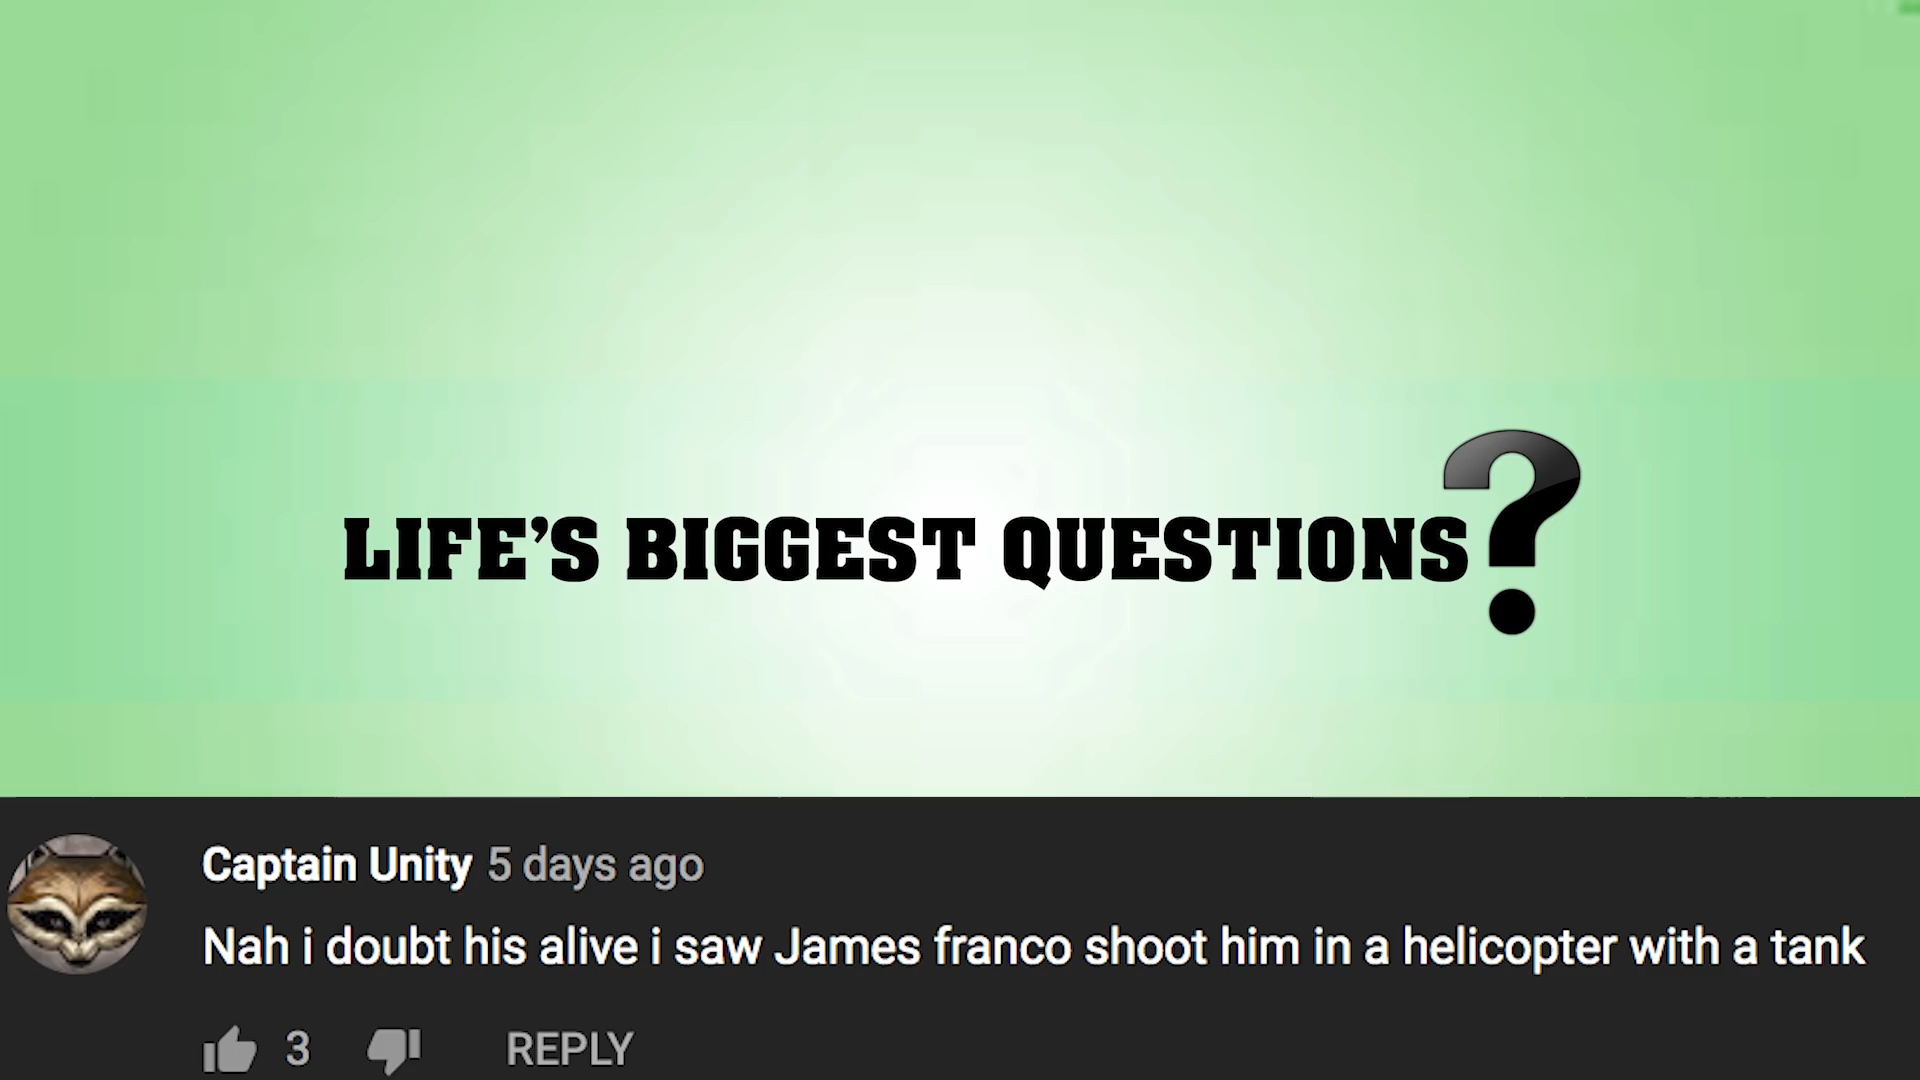 LIFE'S BIGGEST QUESTIONS?
Captain Unity 5 days ago
Nah i doubt his alive i saw James franco shoot him in a helicopter with a tank
3 REPLY